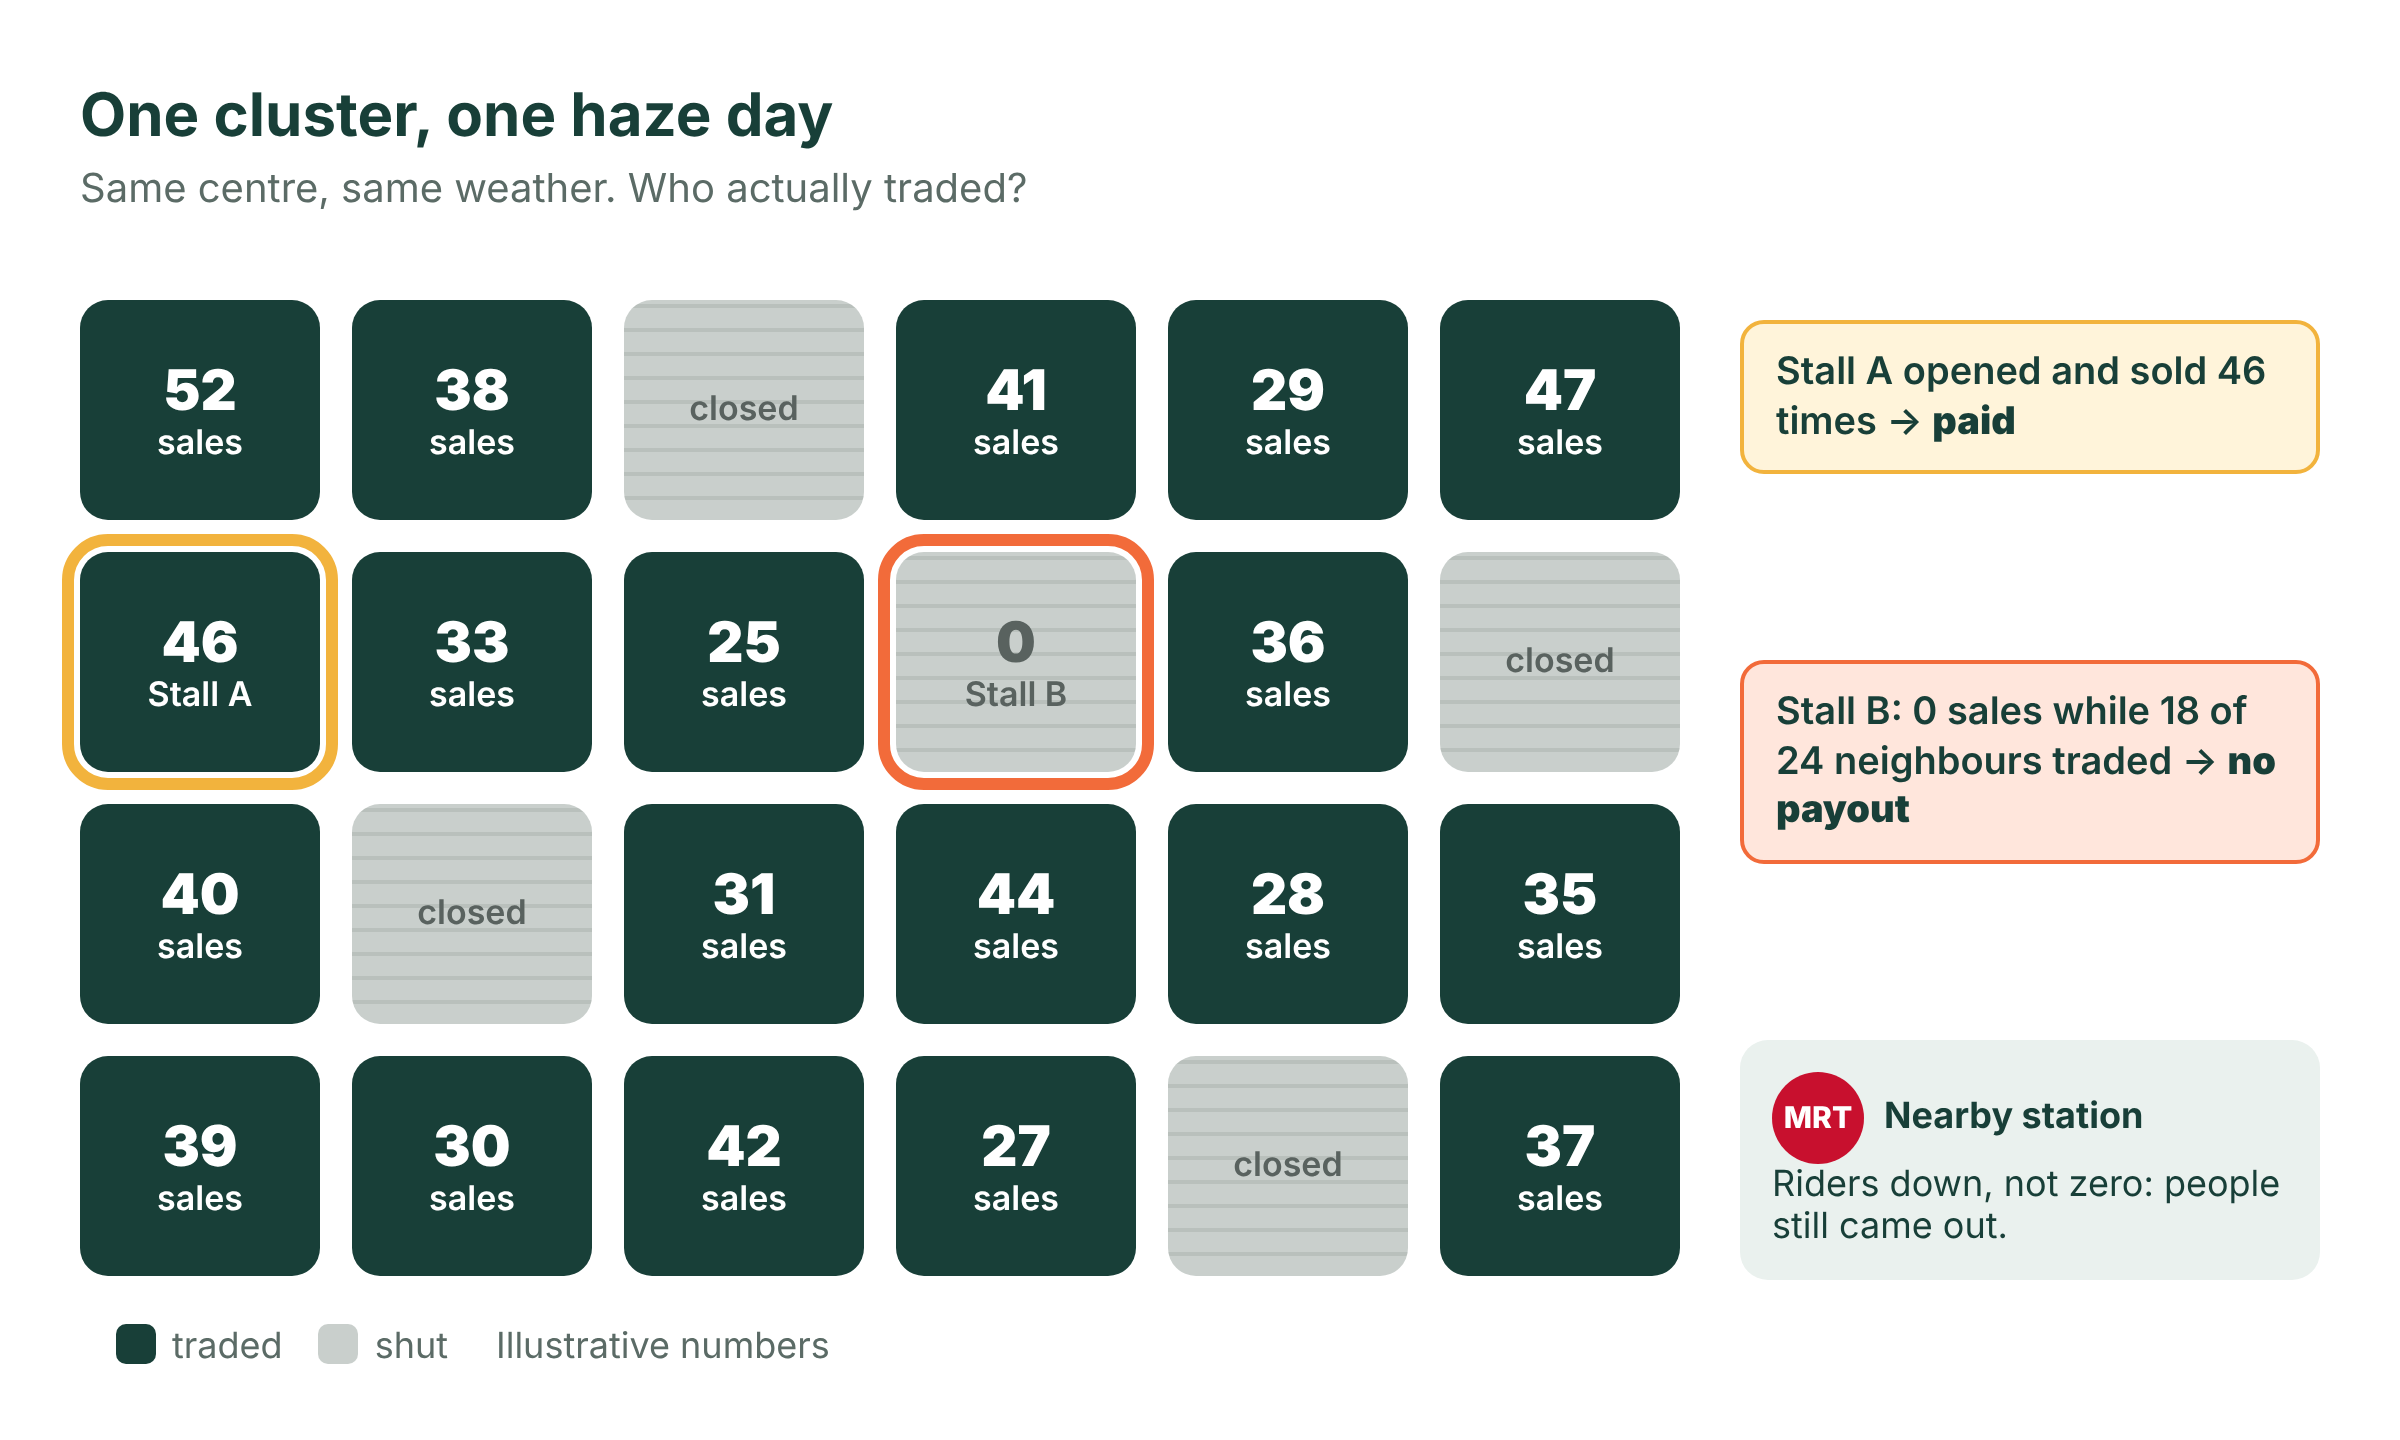 One cluster, one haze day
Same centre, same weather. Who actually traded?
52
sales
38
sales
closed
41
sales
29
sales
47
sales
46
Stall A
33
sales
25
sales
0
Stall B
36
sales
closed
40
sales
closed
31
sales
44
sales
28
sales
35
sales
39
sales
30
sales
42
sales
27
sales
closed
37
sales
Stall A opened and sold 46
times → paid
Stall B: 0 sales while 18 of
24 neighbours traded → no
payout
MRT Nearby station
Riders down, not zero: people
still came out.
traded
shut
Illustrative numbers